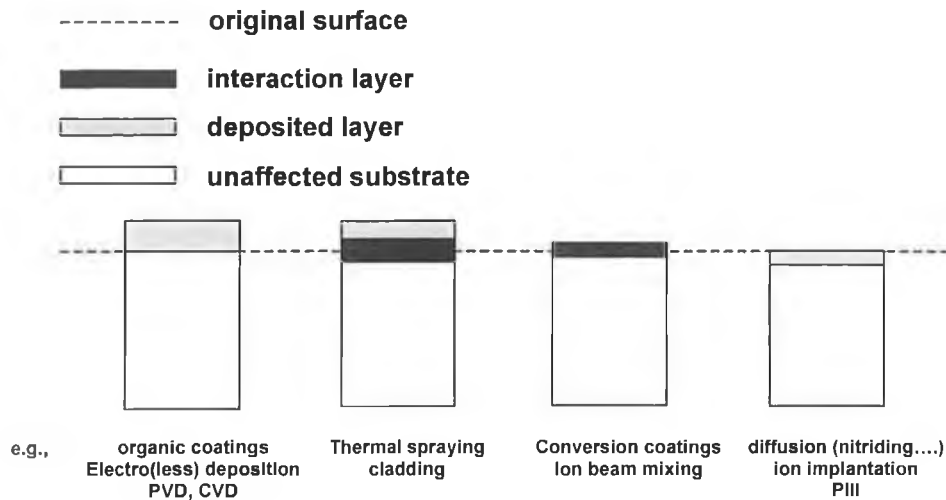 original surface
interaction layer
deposited layer
unaffected substrate
e.g.,
organic coatings
Electro(less) deposition
PVD, CVD
Thermal spraying
cladding
Conversion coatings
Ion beam mixing
diffusion (nitriding....)
ion implantation
PIII